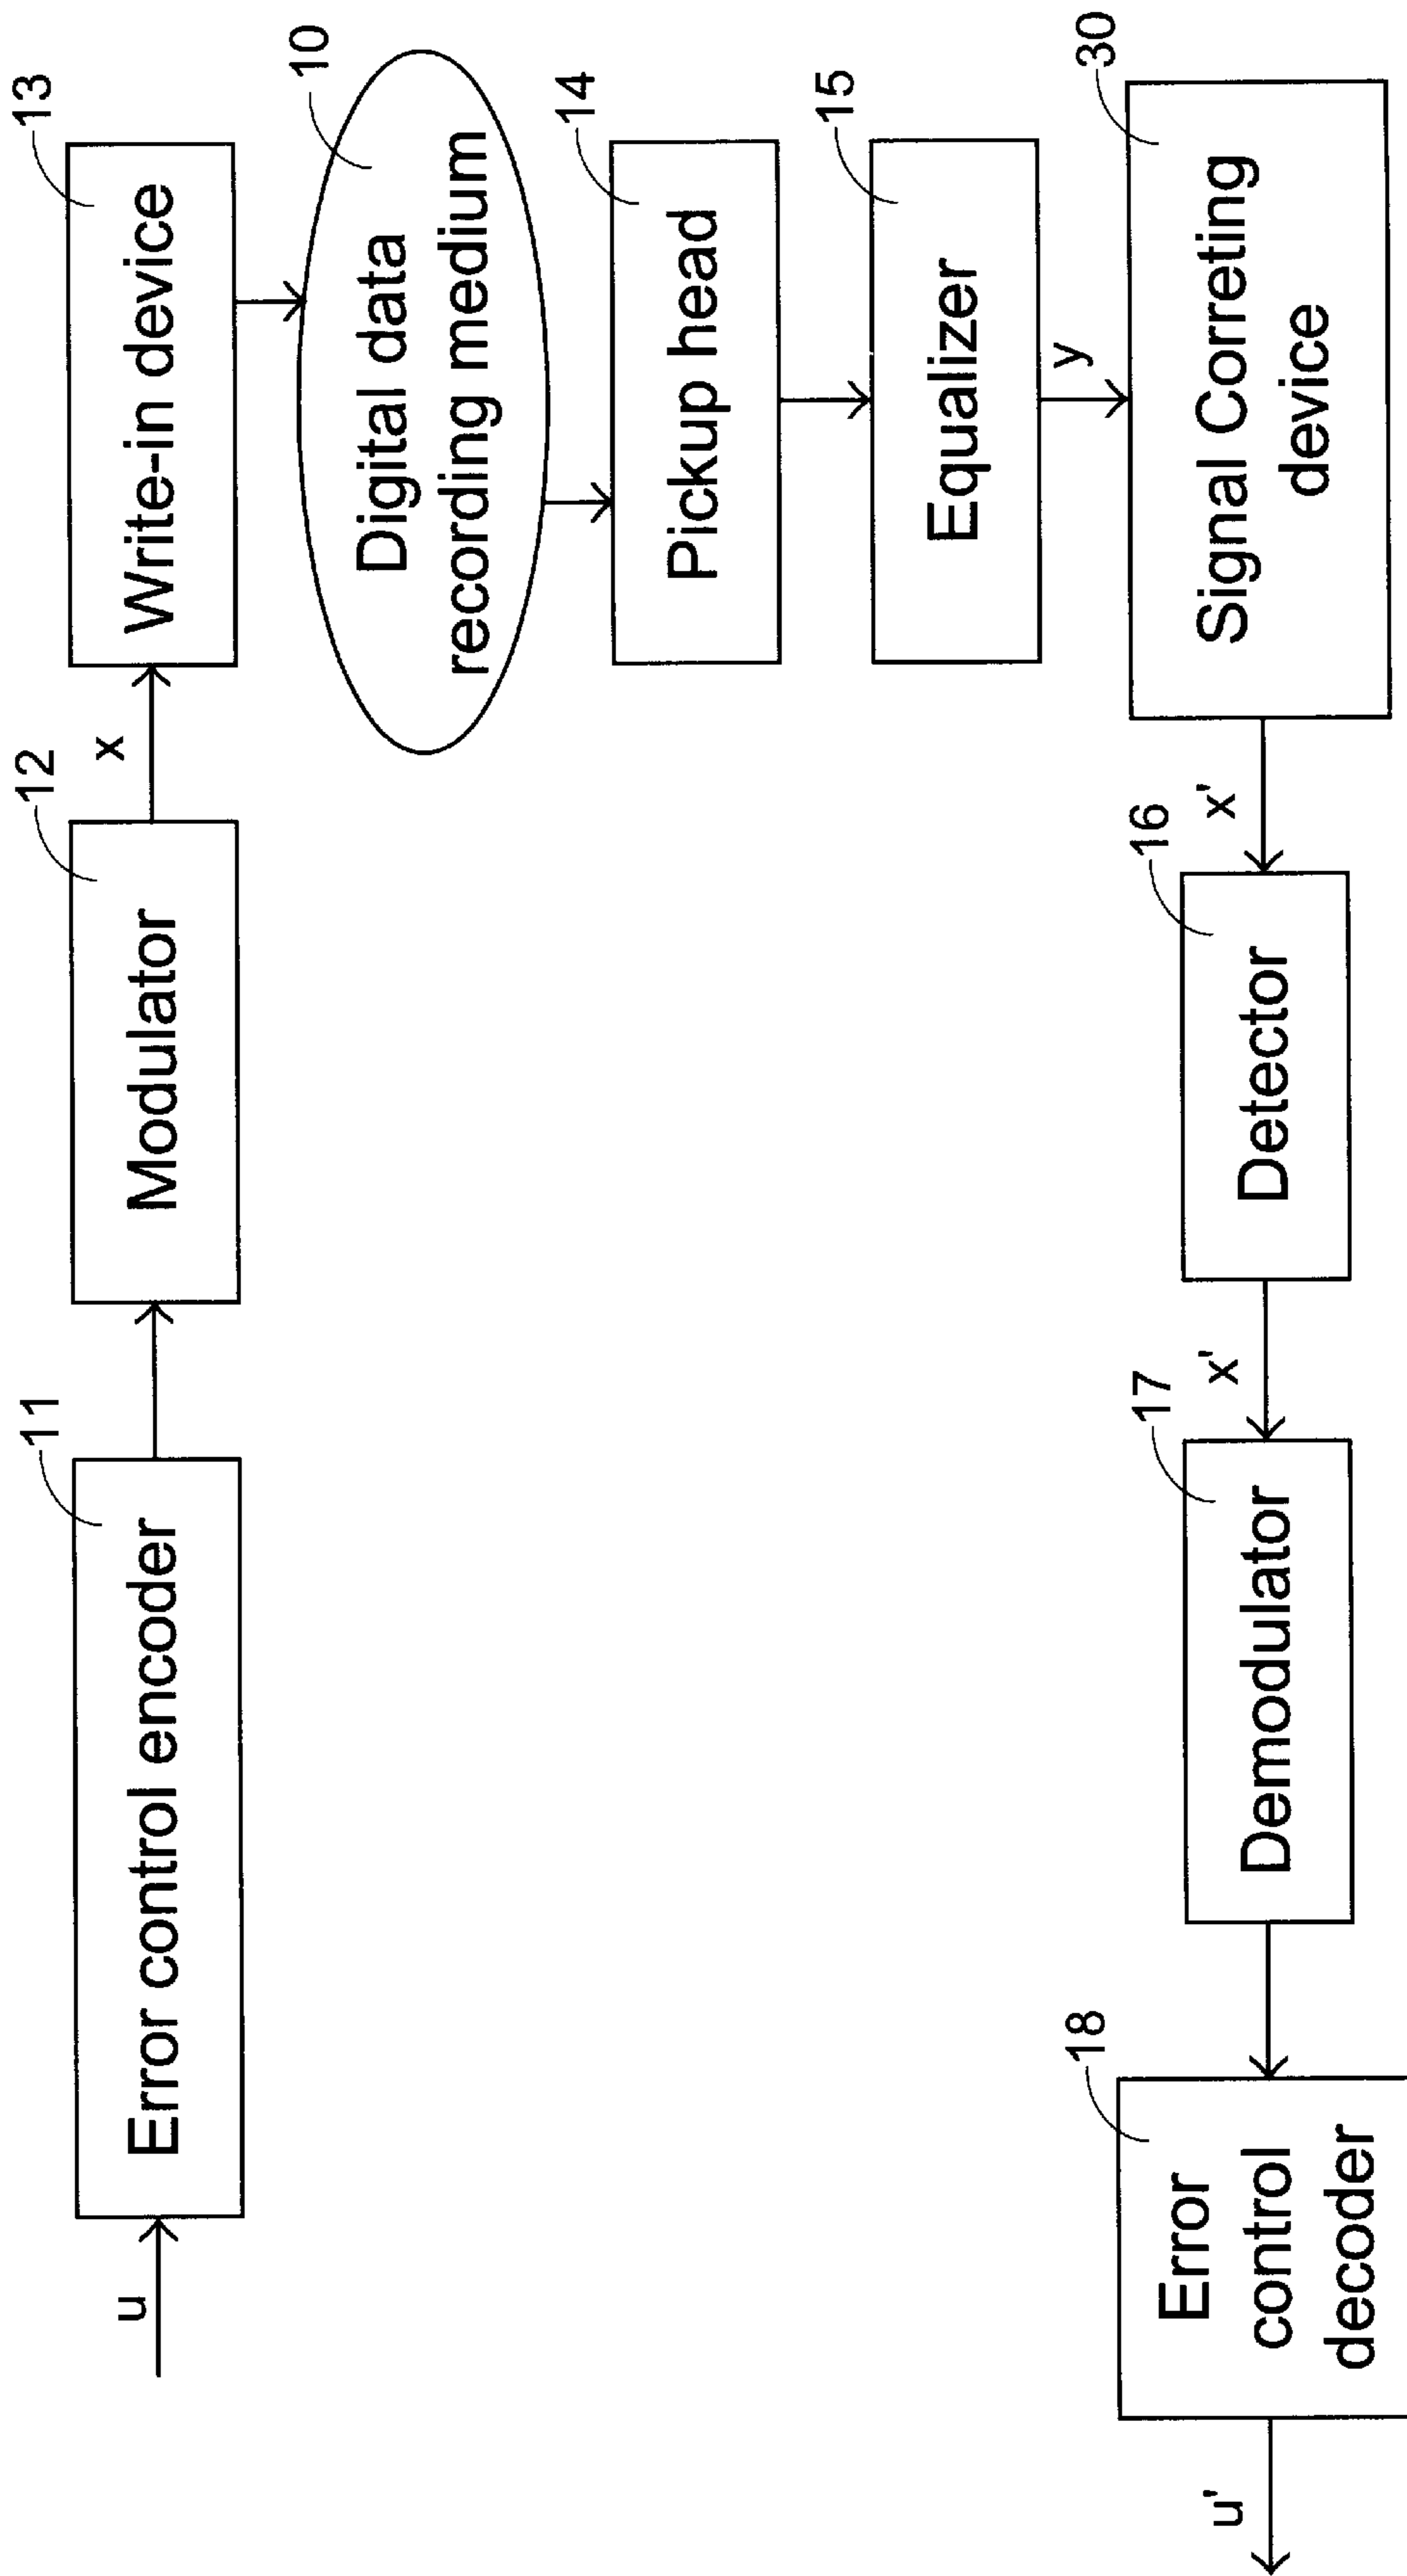 u
Error control encoder
11
Modulator
12
x
Write-in device
13
Digital data
recording medium
10
Pickup head
14
Equalizer
15
y
Signal Correting
device
30
x'
Detector
16
x'
Demodulator
17
Error
control
decoder
18
u'